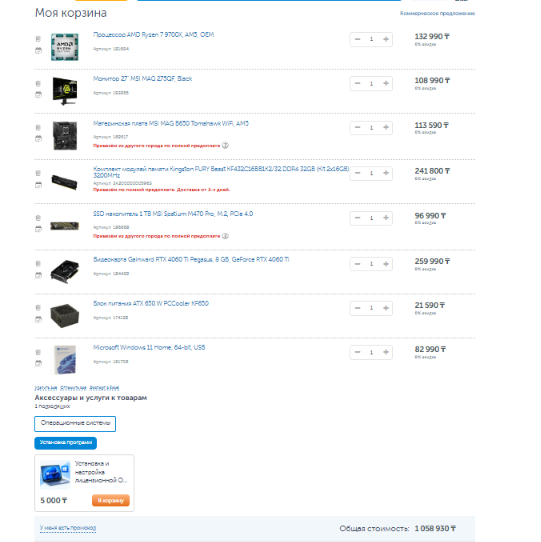 Моя корзина
Коммерческое предложение
Процессор AMD Ryzen 7 9700X, AM5, OEM
1
132 990 ₸
Монитор 27" MSI MAG 275QF, Black
1
108 990 ₸
Материнская плата MSI MAG B650 Tomahawk WiFi, AM5
Привезём из другого города по полной предоплате
1
113 590 ₸
Комплект модулей памяти Kingston FURY Beast KF432C16BB1K2/32 DDR4 32GB (Kit 2x16GB)
3200MHz
Привезём по полной предоплате. Доставка от 2-х дней.
1
241 800 ₸
SSD накопитель 1 TB MSI Spatium M470 Pro, M.2, PCIe 4.0
Привезём из другого города по полной предоплате
1
96 990 ₸
Видеокарта Gainward RTX 4060 Ti Pegasus, 8 GB, GeForce RTX 4060 Ti
1
259 990 ₸
Блок питания ATX 650 W PCCooler KF650
1
21 590 ₸
Microsoft Windows 11 Home, 64-bit, USB
1
82 990 ₸
Аксессуары и услуги к товарам
Операционные системы
Установка программ
Установка и
настройка
лицензионной О...
5 000 ₸
В корзину
У меня есть промокод
Общая стоимость: 1 058 930 ₸